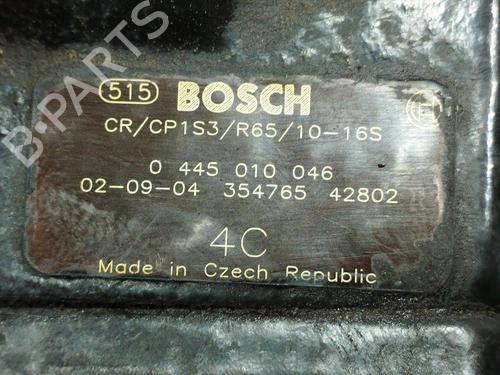 515 BOSCH
CR/CP1S3/R65/10-16S
0 445 010 046
02-09-04 354765 42802
4C
Made in Czech Republic
B-PARTS